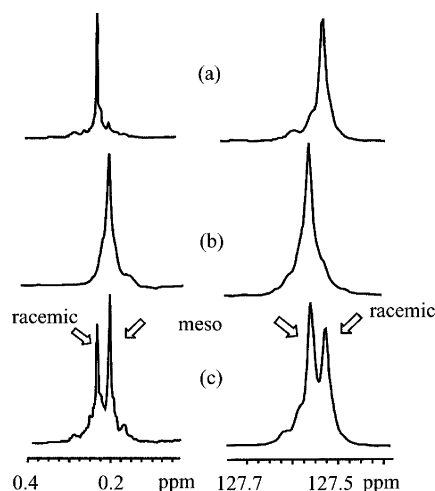 (a)
(b)
racemic
meso
racemic
(c)
0.4 0.2 ppm 127.7 127.5 ppm